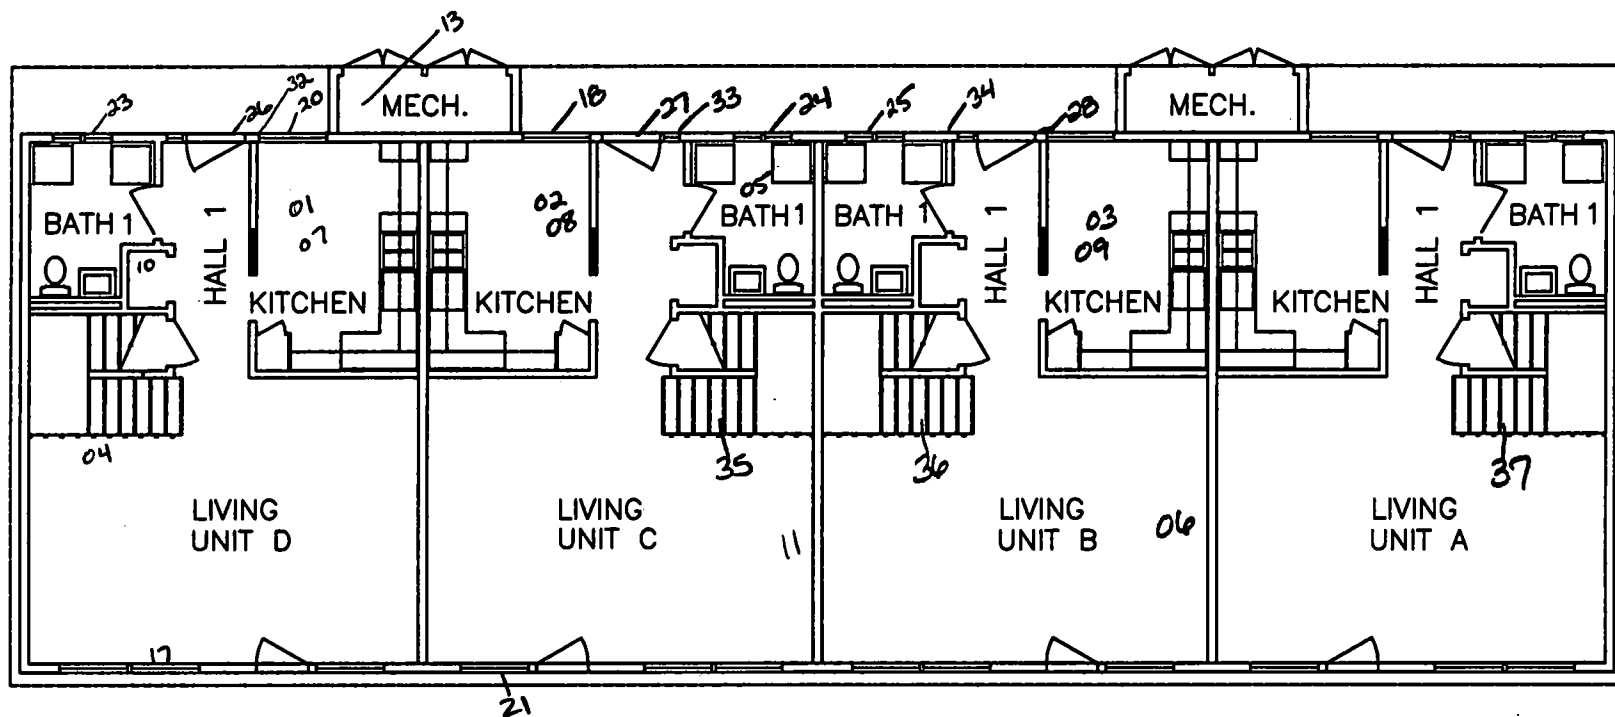 13
MECH.
MECH.
23
26
32
20
18
27
33
24
25
34
28
BATH 1
HALL 1
01
07
02
08
05
BATH 1
BATH 1
HALL 1
03
09
HALL 1
BATH 1
10
KITCHEN
KITCHEN
KITCHEN
KITCHEN
04
35
36
37
LIVING
UNIT D
LIVING
UNIT C
11
LIVING
UNIT B
06
LIVING
UNIT A
17
21